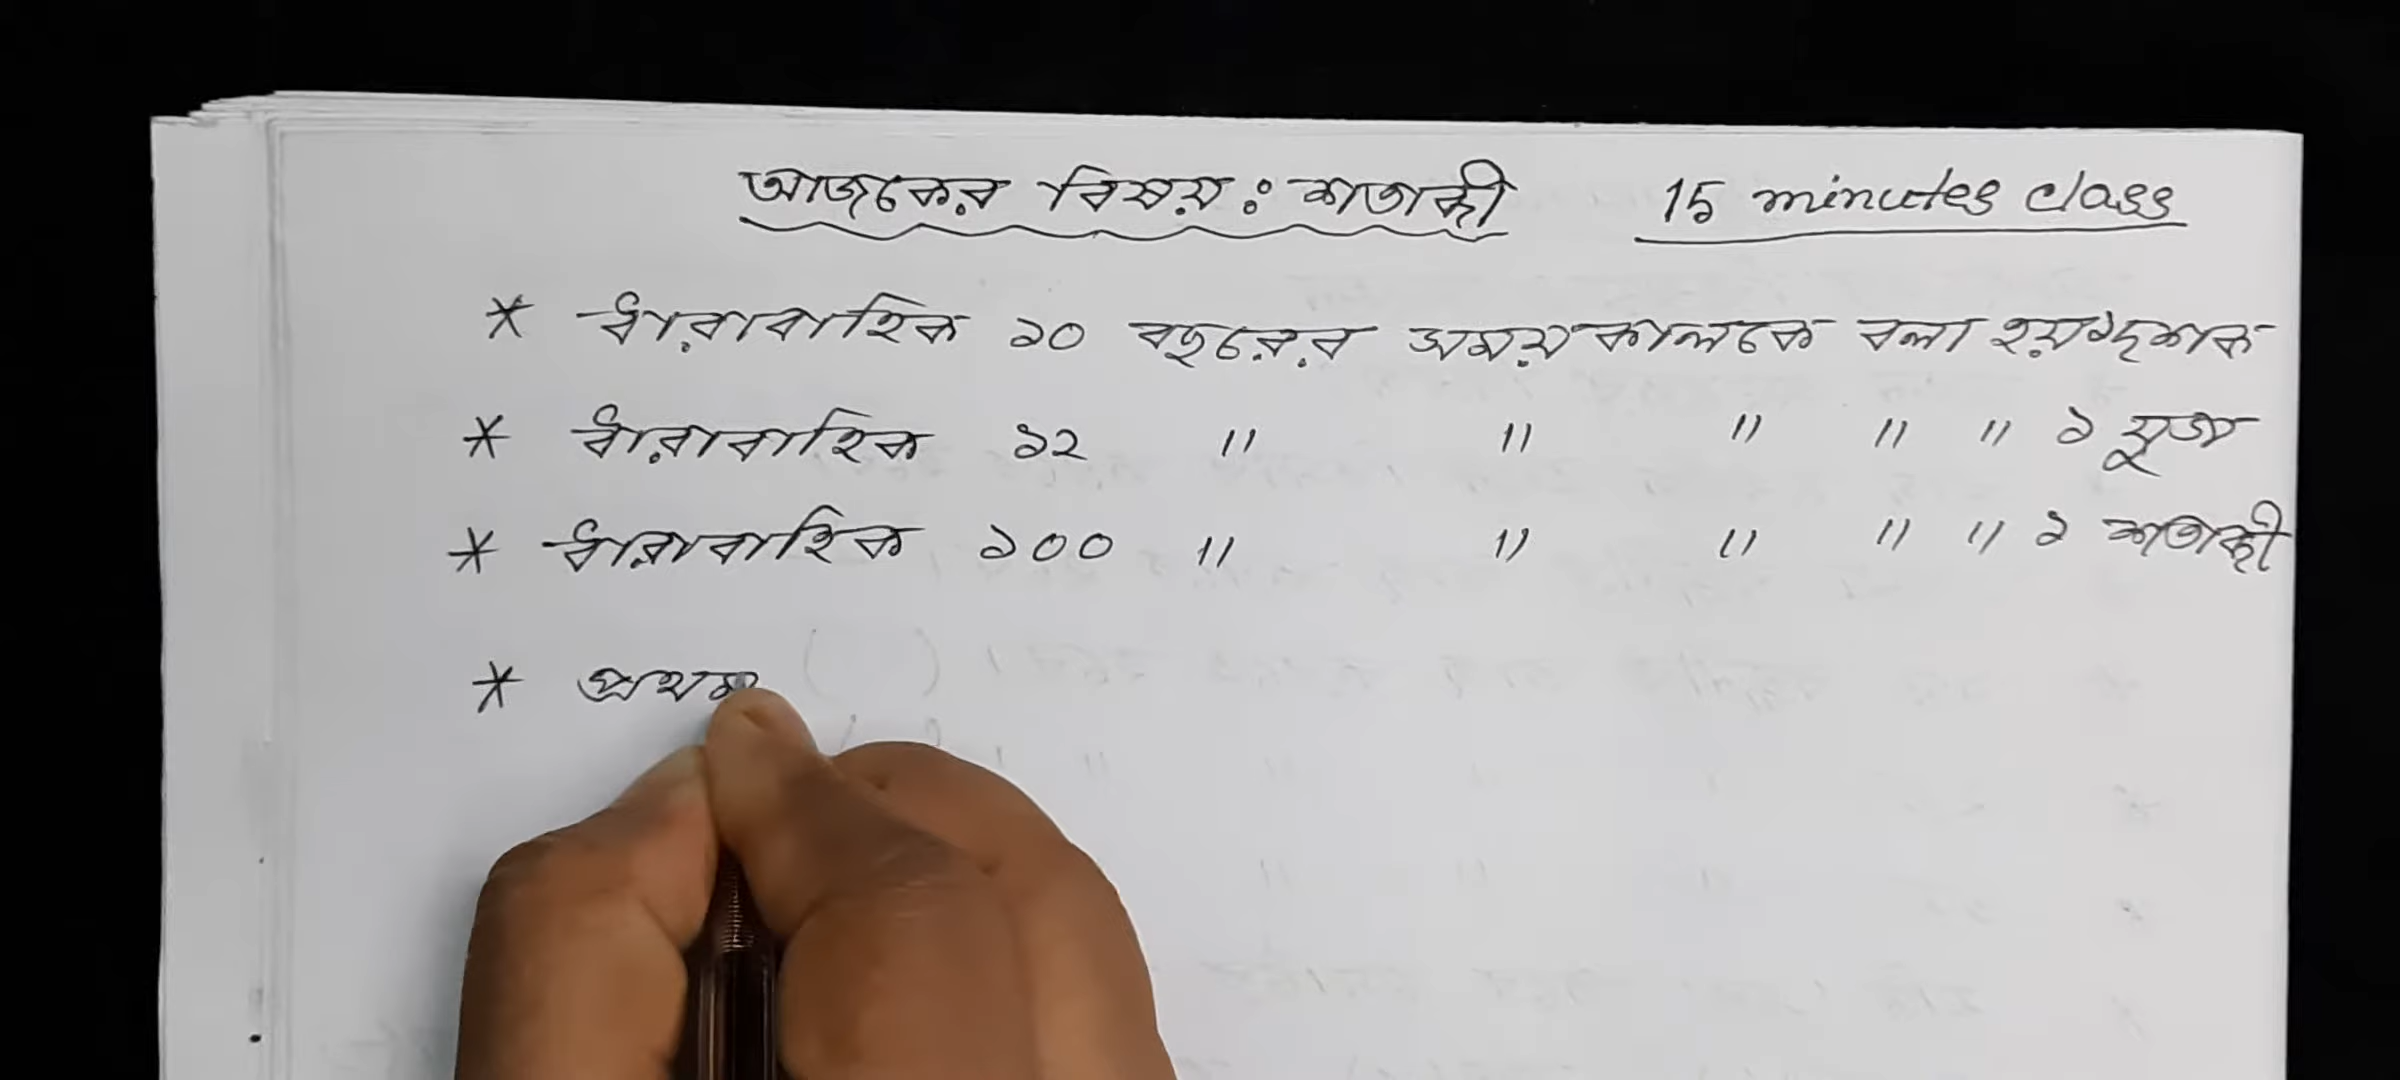 আজকের বিষয়ঃ শতাব্দী 15 minutes class
* ধারাবাহিক ১০ বছরের সময়কালকে বলা হয় ১ দশক
* ধারাবাহিক ১২ " " " " " ১ যুগ
* ধারাবাহিক ১০০ " " " " " ১ শতাব্দী
* প্রথম